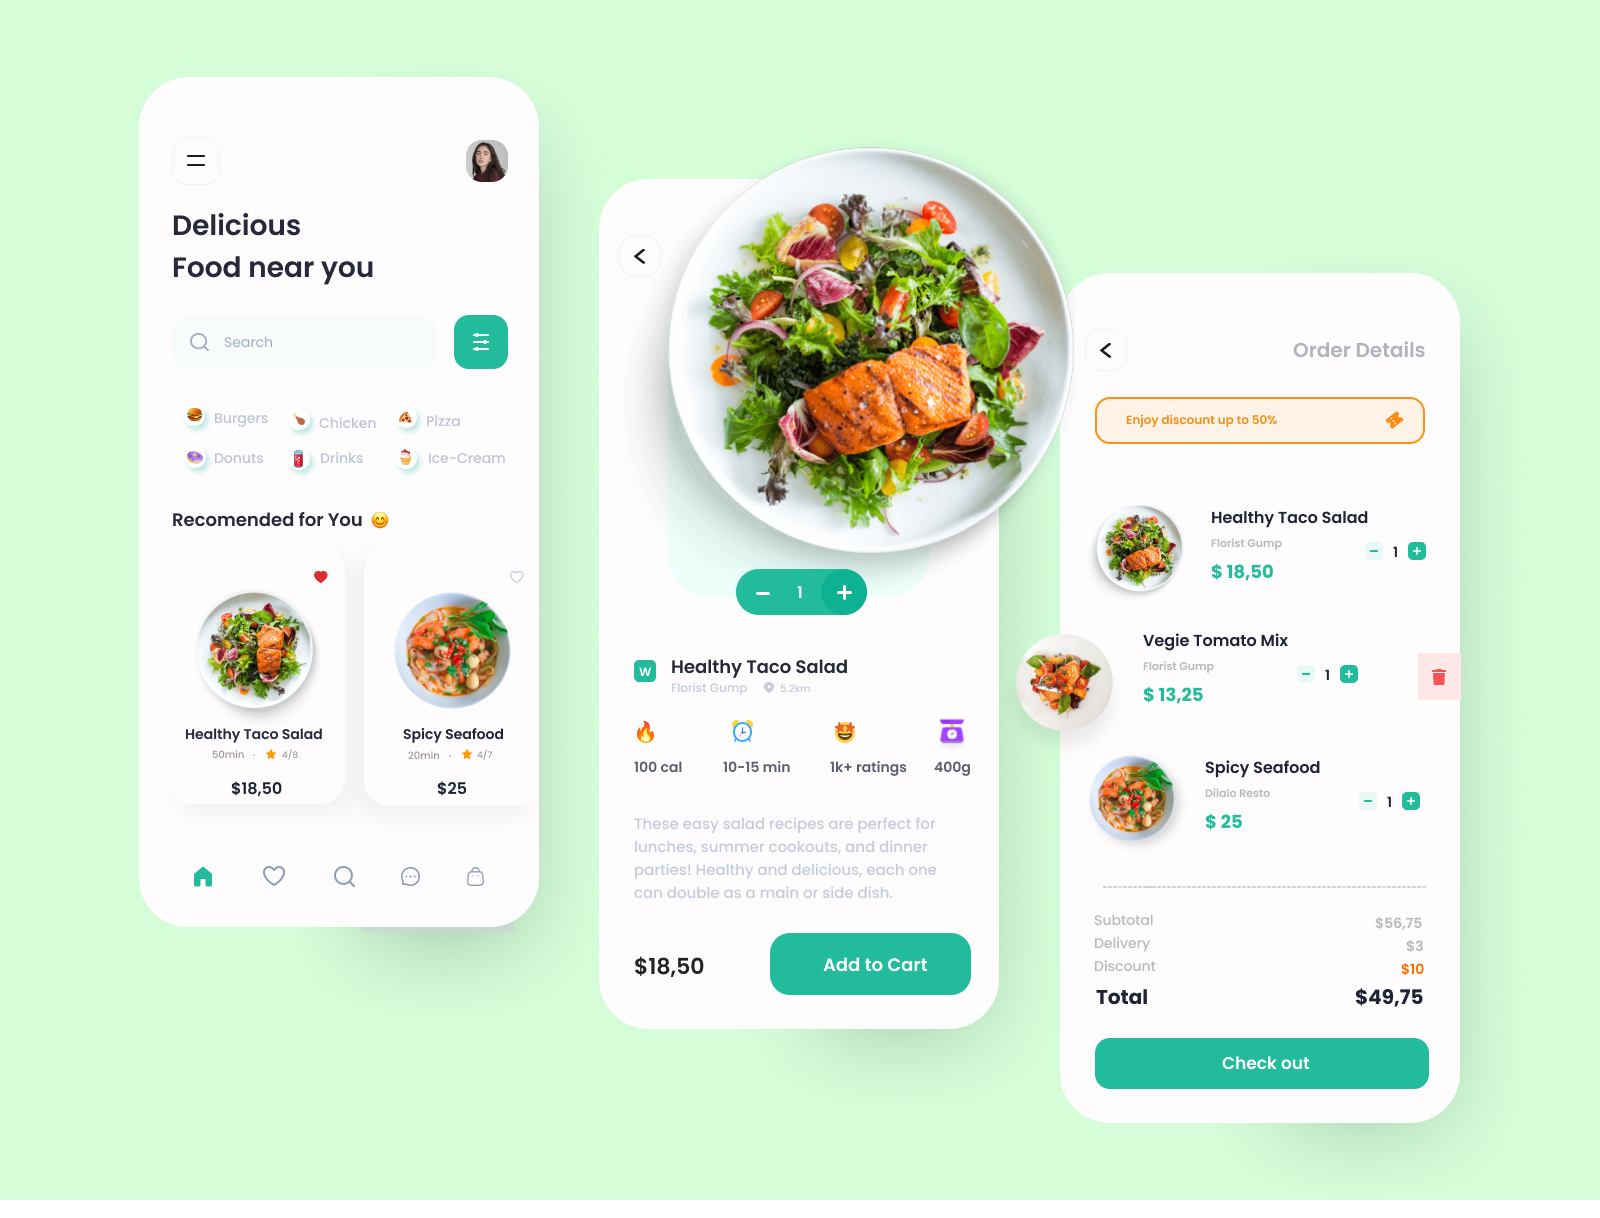 Delicious
Food near you
Search
Burgers
Chicken
Pizza
Donuts
Drinks
Ice-Cream
Recomended for You
Healthy Taco Salad
50min · 4/8
$18,50
Spicy Seafood
20min · 4/7
$25
<
1
W
Healthy Taco Salad
Florist Gump 5.2km
100 cal
10-15 min
1k+ ratings
400g
These easy salad recipes are perfect for
lunches, summer cookouts, and dinner
parties! Healthy and delicious, each one
can double as a main or side dish.
$18,50
Add to Cart
<
Order Details
Enjoy discount up to 50%
Healthy Taco Salad
Florist Gump
1
$ 18,50
Vegie Tomato Mix
Florist Gump
1
$ 13,25
Spicy Seafood
Dilalo Resto
1
$ 25
Subtotal $56,75
Delivery $3
Discount $10
Total $49,75
Check out